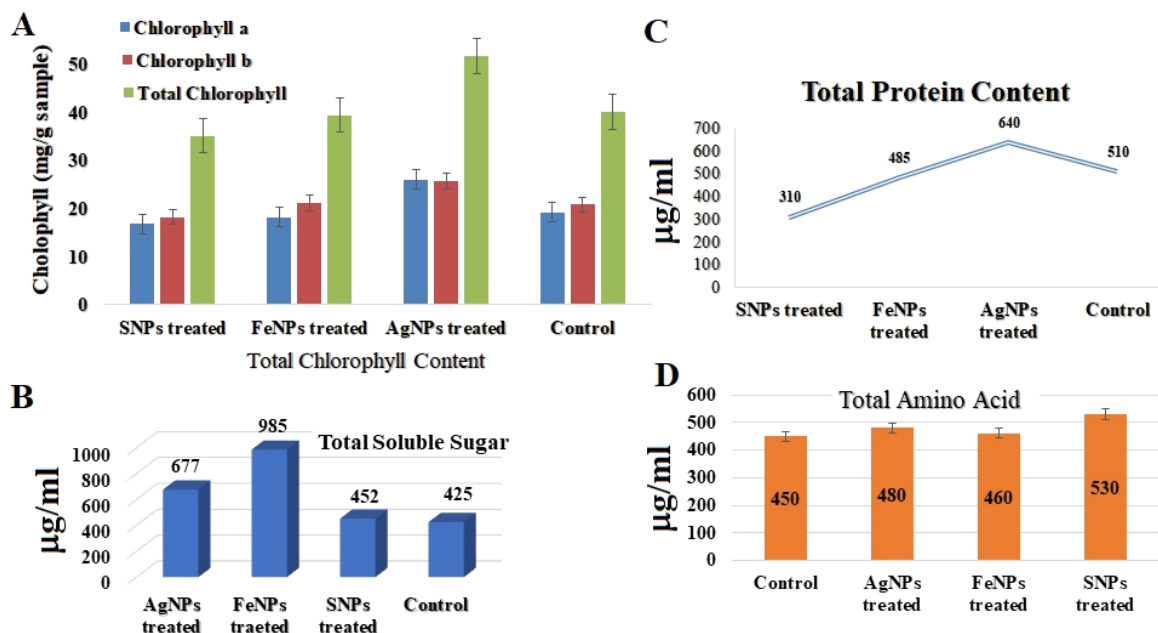 A
Chlorophyll a
Chlorophyll b
Total Chlorophyll
Cholophyll (mg/g sample)
50
40
30
20
10
0
SNPs treated
FeNPs treated
AgNPs treated
Control
Total Chlorophyll Content
B
Total Soluble Sugar
µg/ml
1000
800
600
400
200
0
677
985
452
425
AgNPs
treated
FeNPs
traeted
SNPs
treated
Control
C
Total Protein Content
µg/ml
700
600
500
400
300
200
100
0
310
485
640
510
SNPs treated
FeNPs
treated
AgNPs
treated
Control
D
Total Amino Acid
µg/ml
600
500
400
300
200
100
0
450
480
460
530
Control
AgNPs
treated
FeNPs
treated
SNPs
treated